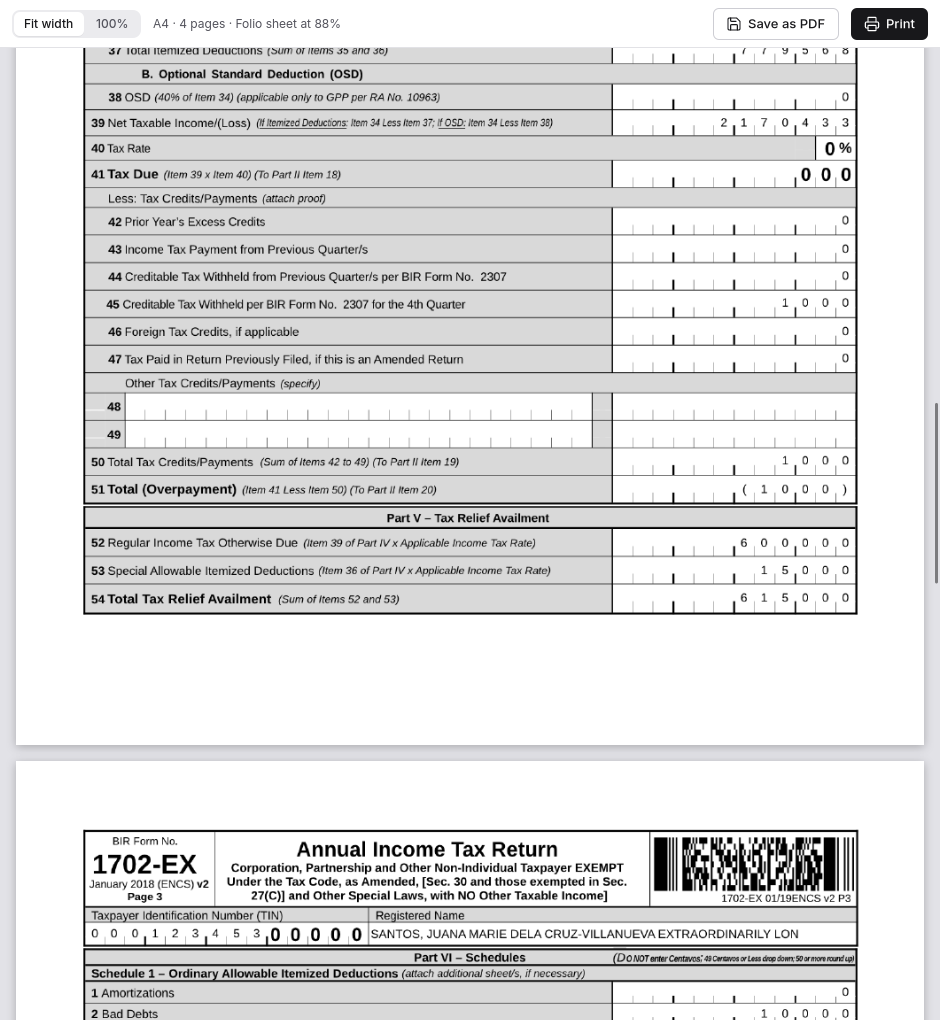 Fit width 100% A4 · 4 pages · Folio sheet at 88% Save as PDF Print
37 Total Itemized Deductions (Sum of Items 35 and 36) 7 7 9 5 6 8
B. Optional Standard Deduction (OSD)
38 OSD (40% of Item 34) (applicable only to GPP per RA No. 10963) 0
39 Net Taxable Income/(Loss) (If Itemized Deductions: Item 34 Less Item 37; If OSD: Item 34 Less Item 38) 2 1 7 0 4 3 3
40 Tax Rate 0 %
41 Tax Due (Item 39 x Item 40) (To Part II Item 18) 0 0 0
Less: Tax Credits/Payments (attach proof)
42 Prior Year's Excess Credits 0
43 Income Tax Payment from Previous Quarter/s 0
44 Creditable Tax Withheld from Previous Quarter/s per BIR Form No. 2307 0
45 Creditable Tax Withheld per BIR Form No. 2307 for the 4th Quarter 1 0 0 0
46 Foreign Tax Credits, if applicable 0
47 Tax Paid in Return Previously Filed, if this is an Amended Return 0
Other Tax Credits/Payments (specify)
48
49
50 Total Tax Credits/Payments (Sum of Items 42 to 49) (To Part II Item 19) 1 0 0 0
51 Total (Overpayment) (Item 41 Less Item 50) (To Part II Item 20) ( 1 0 0 0 )
Part V – Tax Relief Availment
52 Regular Income Tax Otherwise Due (Item 39 of Part IV x Applicable Income Tax Rate) 6 0 0 0 0 0
53 Special Allowable Itemized Deductions (Item 36 of Part IV x Applicable Income Tax Rate) 1 5 0 0 0
54 Total Tax Relief Availment (Sum of Items 52 and 53) 6 1 5 0 0 0
BIR Form No.
1702-EX
January 2018 (ENCS) v2
Page 3
Annual Income Tax Return
Corporation, Partnership and Other Non-Individual Taxpayer EXEMPT
Under the Tax Code, as Amended, [Sec. 30 and those exempted in Sec.
27(C)] and Other Special Laws, with NO Other Taxable Income]
1702-EX 01/19ENCS v2 P3
Taxpayer Identification Number (TIN) Registered Name
0 0 0 1 2 3 4 5 3 0 0 0 0 0 SANTOS, JUANA MARIE DELA CRUZ-VILLANUEVA EXTRAORDINARILY LON
Part VI – Schedules (DO NOT enter Centavos; 49 Centavos or Less drop down; 50 or more round up)
Schedule 1 – Ordinary Allowable Itemized Deductions (attach additional sheet/s, if necessary)
1 Amortizations 0
2 Bad Debts 1 0 0 0 0